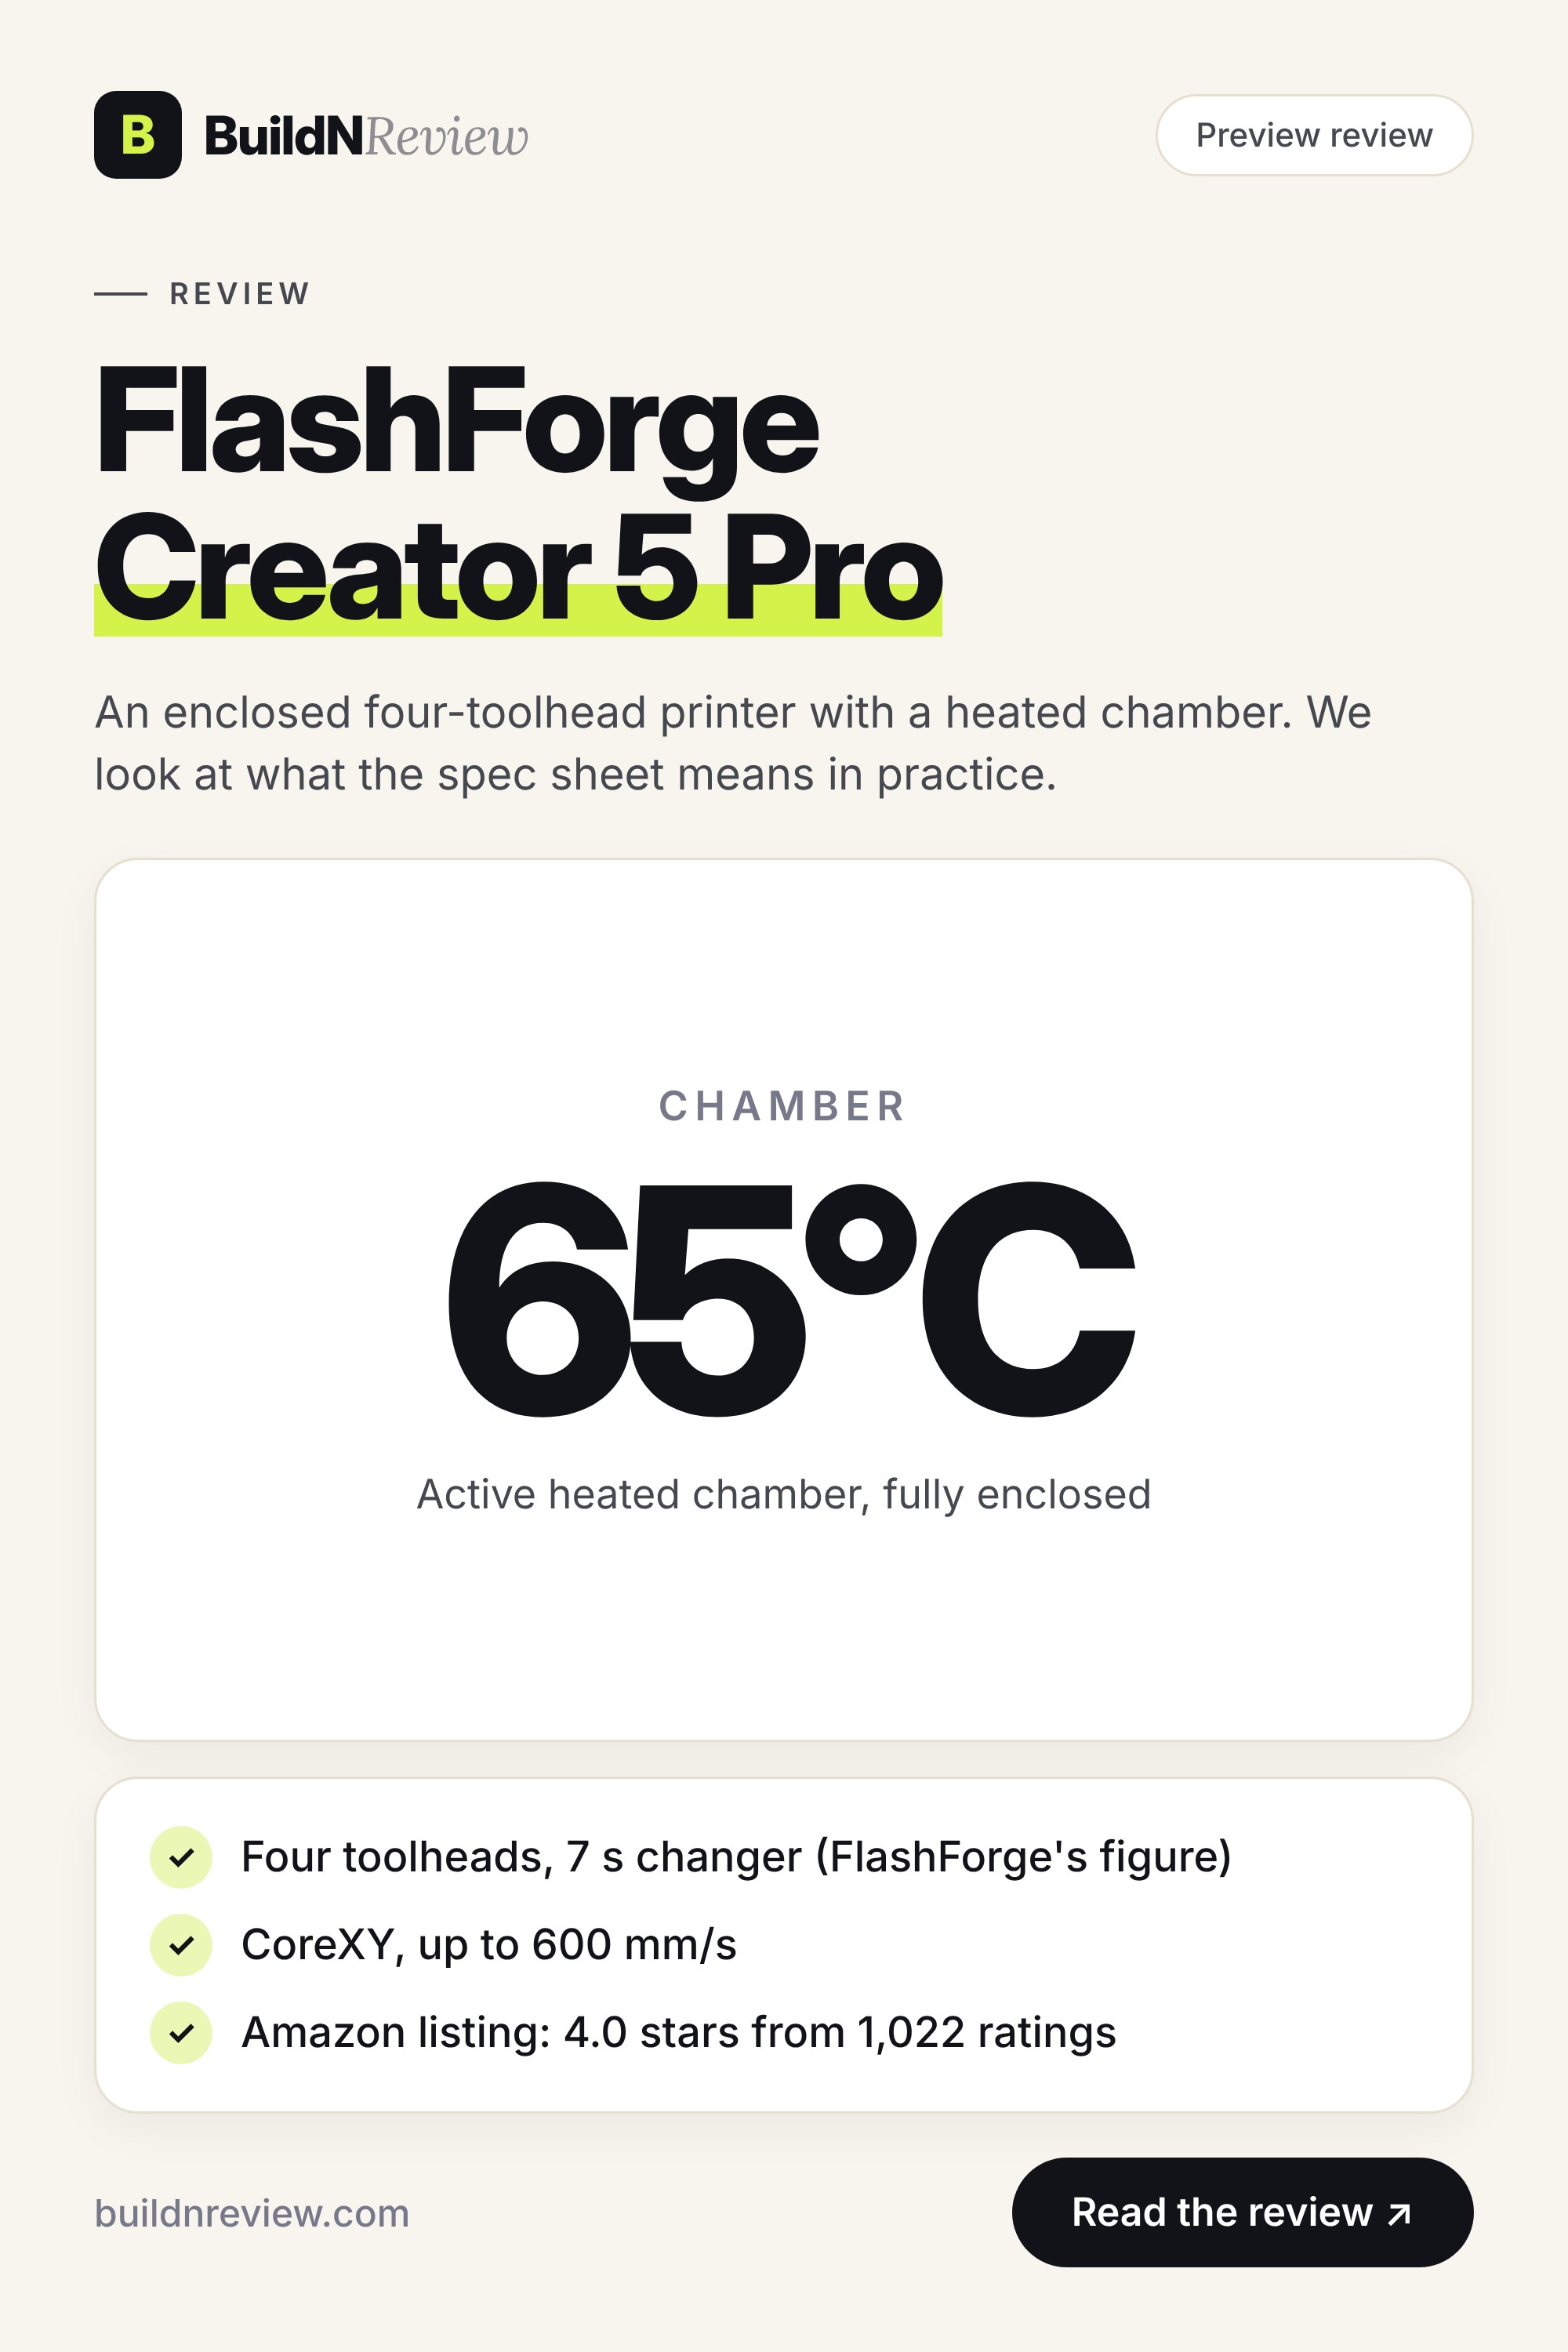 B BuildNReview
Preview review
REVIEW
FlashForge
Creator 5 Pro
An enclosed four-toolhead printer with a heated chamber. We
look at what the spec sheet means in practice.
CHAMBER
65°C
Active heated chamber, fully enclosed
Four toolheads, 7 s changer (FlashForge's figure)
CoreXY, up to 600 mm/s
Amazon listing: 4.0 stars from 1,022 ratings
buildnreview.com
Read the review ↗